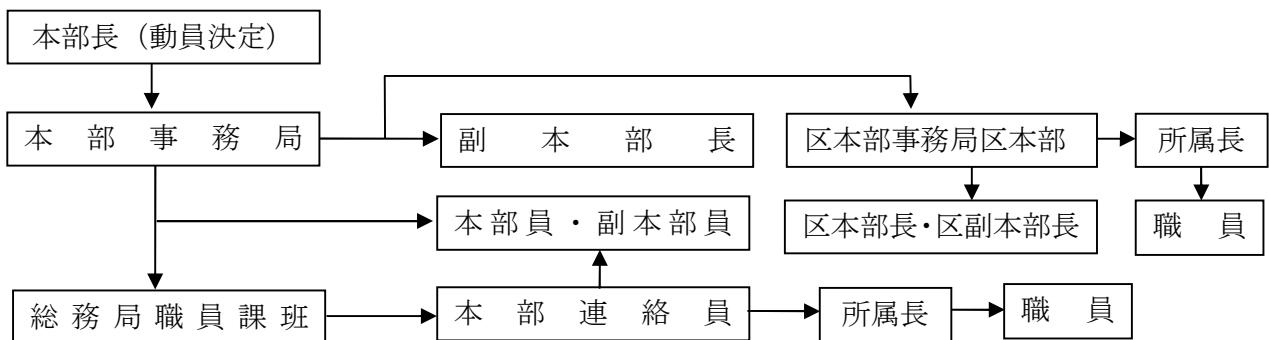 本部長（動員決定）
本部事務局
副本部長
区本部事務局区本部
所属長
本部員・副本部員
区本部長・区副本部長
職員
総務局職員課班
本部連絡員
所属長
職員